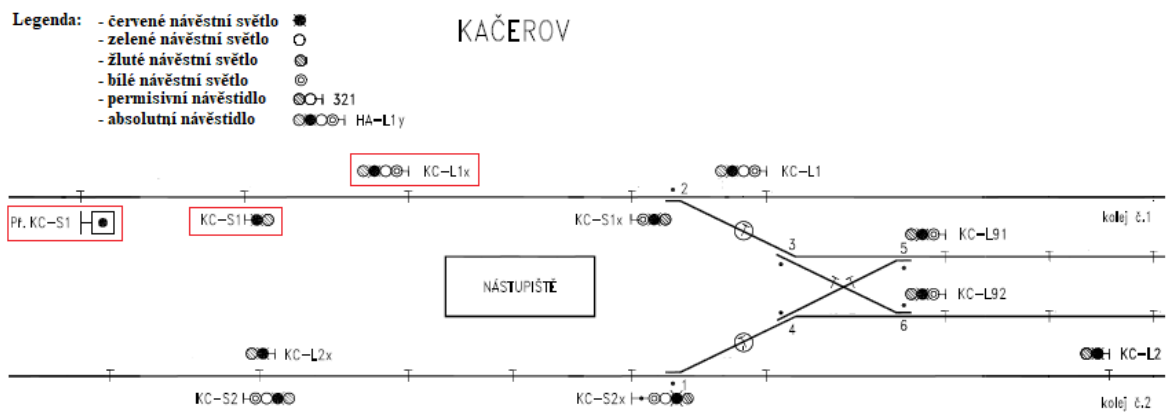 Legenda:
- červené návěstní světlo
- zelené návěstní světlo
- žluté návěstní světlo
- bílé návěstní světlo
- permisivní návěstidlo 321
- absolutní návěstidlo HA-L1y
KAČEROV
KC-L1x
KC-L1
2
Př. KC-S1
KC-S1
KC-S1x
kolej č.1
KC-L91
3
5
NÁSTUPIŠTĚ
KC-L92
4
6
KC-L2x
KC-L2
1
KC-S2
KC-S2x
kolej č.2